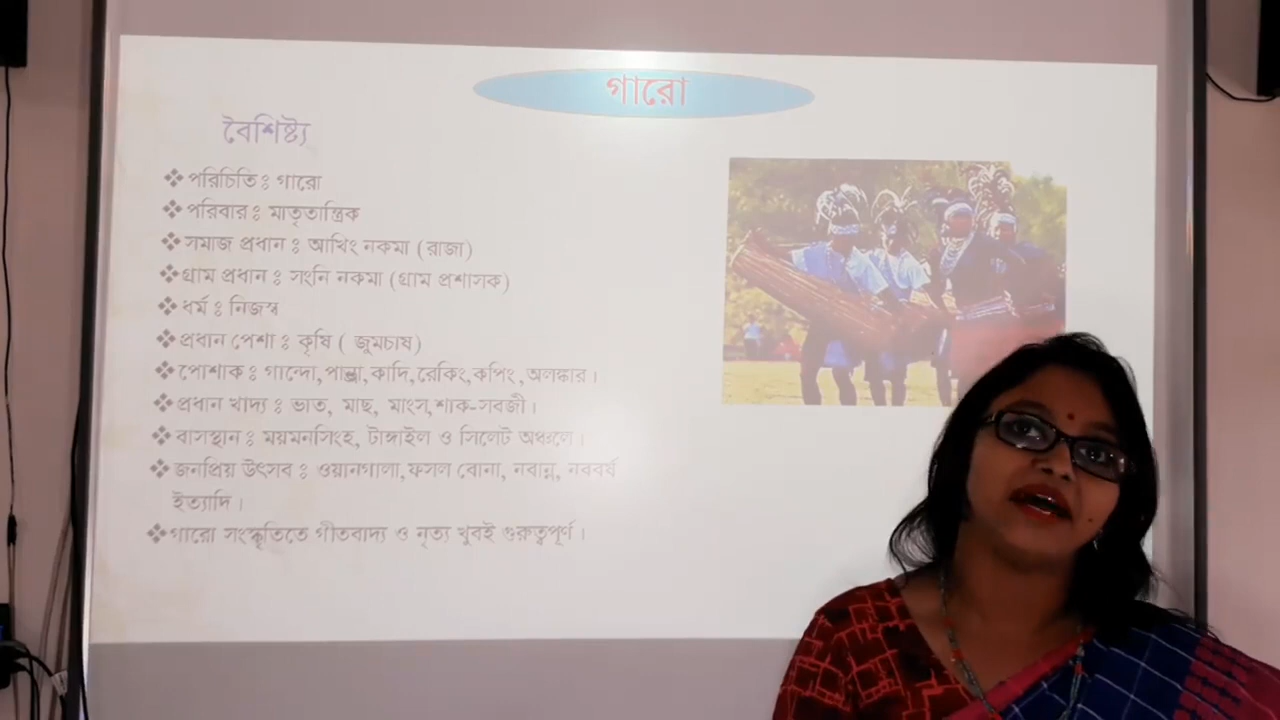 গারো
বৈশিষ্ট্য
❖পরিচিতি ঃ গারো
❖পরিবার ঃ মাতৃতান্ত্রিক
❖সমাজ প্রধান ঃ আখিং নকমা (রাজা)
❖গ্রাম প্রধান ঃ সংনি নকমা (গ্রাম প্রশাসক)
❖ধর্ম ঃ নিজস্ব
❖প্রধান পেশা ঃ কৃষি ( জুমচাষ)
❖পোশাক ঃ গান্দো, কাদি,রেকিং,কপিং ,অলঙ্কার।
❖প্রধান খাদ্য ঃ ভাত, মাছ, মাংস,শাক-সবজী।
❖বাসস্থান ঃ ময়মনসিংহ, টাঙ্গাইল ও সিলেট অঞ্চলে।
❖জনপ্রিয় উৎসব ঃ ওয়ানগালা,ফসল বোনা, নবান্ন, নববর্ষ
ইত্যাদি।
❖গারো সংস্কৃতিতে গীতবাদ্য ও নৃত্য খুবই গুরুত্বপূর্ণ।